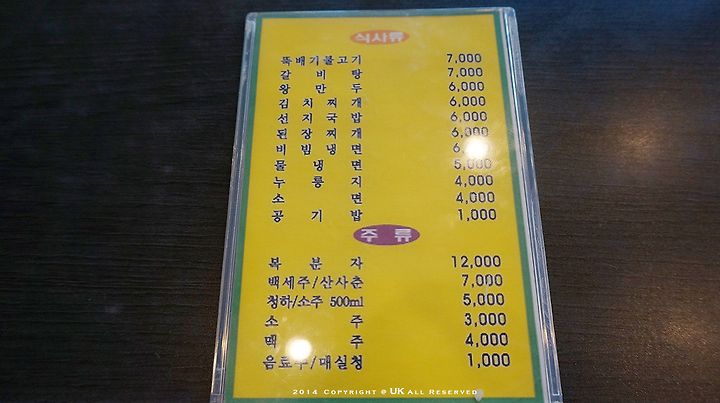 식사류
뚝배기불고기 7,000
갈비탕 7,000
왕만두 6,000
김치찌개 6,000
선지국밥 6,000
된장찌개 6,000
비빔냉면
물냉면 5,000
누룽지 4,000
소면 4,000
공기밥 1,000
주류
복분자 12,000
백세주/산사춘 7,000
청하/소주 500ml 5,000
소주 3,000
맥주 4,000
음료수/매실청 1,000
2014 COPYRIGHT @ UK ALL RESERVED